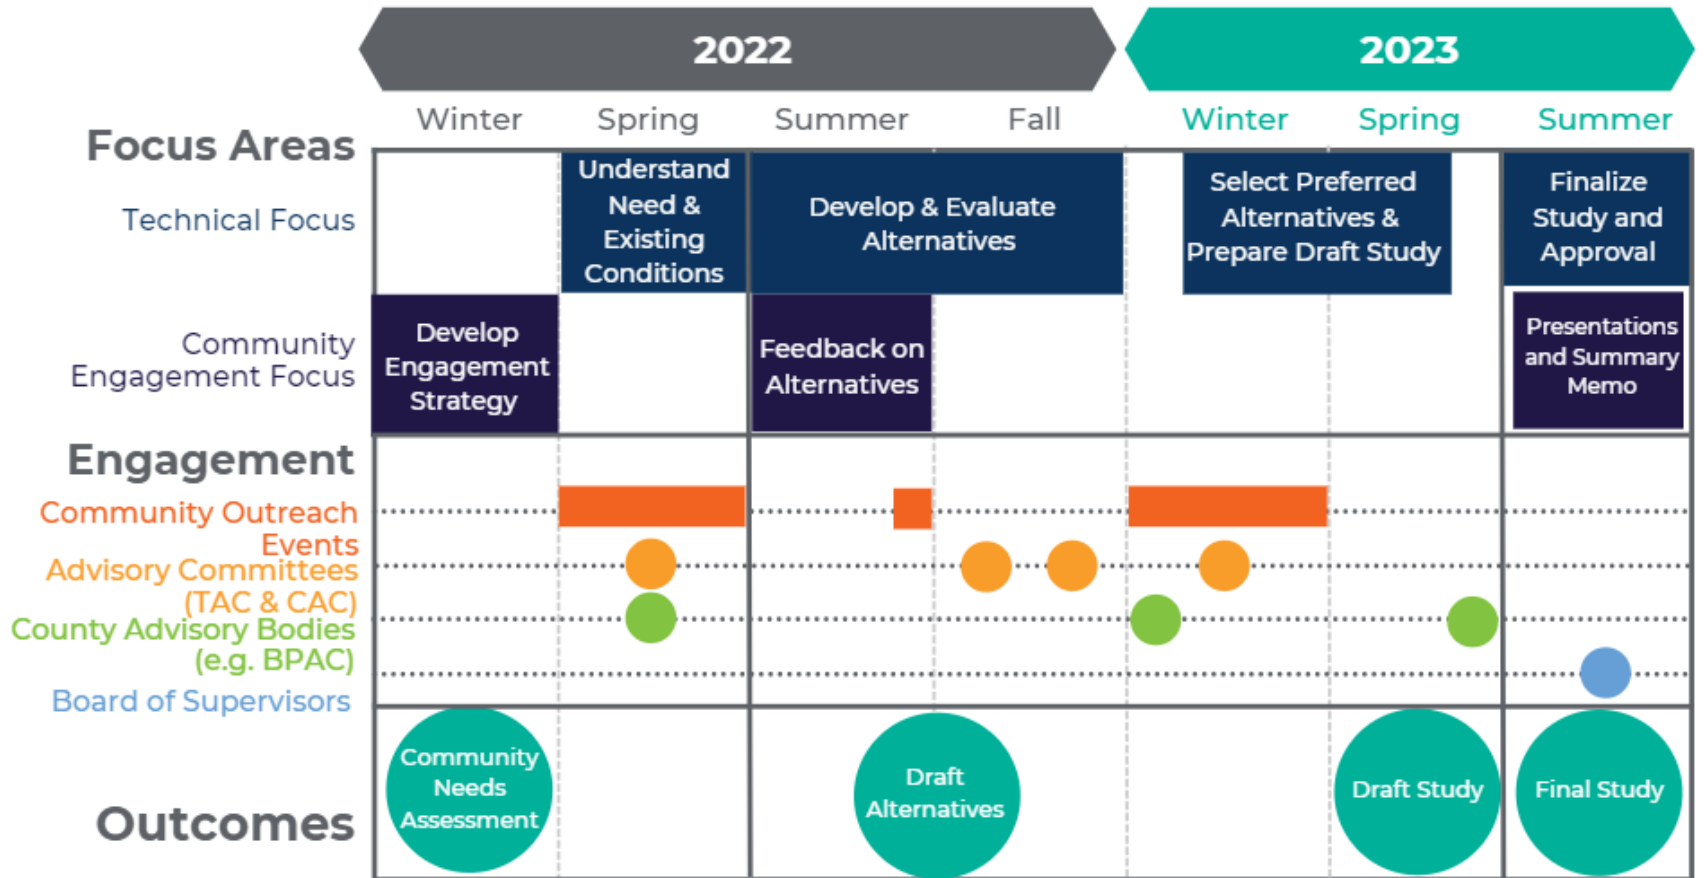 2022
2023
Winter
Spring
Summer
Fall
Winter
Spring
Summer
Focus Areas
Technical Focus
Understand
Need &
Existing
Conditions
Develop & Evaluate
Alternatives
Select Preferred
Alternatives &
Prepare Draft Study
Finalize
Study and
Approval
Community
Engagement Focus
Develop
Engagement
Strategy
Feedback on
Alternatives
Presentations
and Summary
Memo
Engagement
Community Outreach
Events
Advisory Committees
(TAC & CAC)
County Advisory Bodies
(e.g. BPAC)
Board of Supervisors
Outcomes
Community
Needs
Assessment
Draft
Alternatives
Draft Study
Final Study